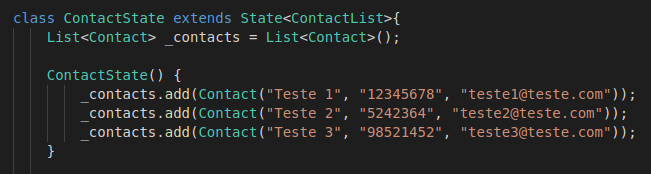 class ContactState extends State<ContactList>{
List<Contact> _contacts = List<Contact>();
ContactState() {
_contacts.add(Contact("Teste 1", "12345678", "teste1@teste.com"));
_contacts.add(Contact("Teste 2", "5242364", "teste2@teste.com"));
_contacts.add(Contact("Teste 3", "98521452", "teste3@teste.com"));
}